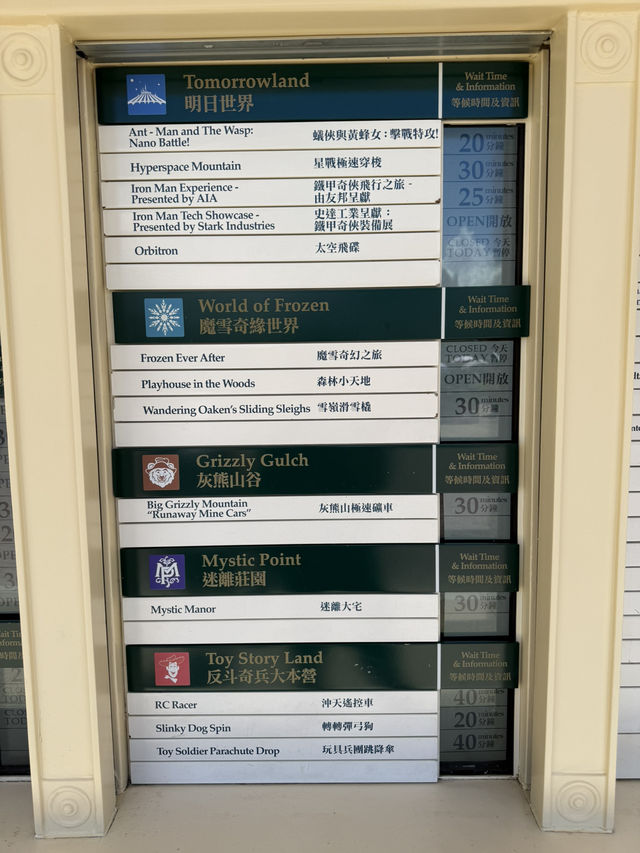 Tomorrowland
明日世界
Wait Time
& Information
等候時間及資訊
Ant - Man and The Wasp:
Nano Battle!
蟻俠與黃蜂女：擊戰特攻!
20 minutes 分鐘
Hyperspace Mountain 星戰極速穿梭 30 minutes 分鐘
Iron Man Experience -
Presented by AIA
鐵甲奇俠飛行之旅 -
由友邦呈獻
25 minutes 分鐘
Iron Man Tech Showcase -
Presented by Stark Industries
史達工業呈獻：
鐵甲奇俠裝備展
OPEN開放
Orbitron 太空飛碟
CLOSED 今天
TODAY 暫停
World of Frozen
魔雪奇緣世界
Wait Time
& Information
等候時間及資訊
Frozen Ever After 魔雪奇幻之旅
CLOSED 今天
TODAY 暫停
Playhouse in the Woods 森林小天地 OPEN開放
Wandering Oaken's Sliding Sleighs 雪嶺滑雪橇 30 minutes 分鐘
Grizzly Gulch
灰熊山谷
Wait Time
& Information
等候時間及資訊
Big Grizzly Mountain
"Runaway Mine Cars"
灰熊山極速礦車
30 minutes 分鐘
Mystic Point
迷離莊園
Wait Time
& Information
等候時間及資訊
Mystic Manor 迷離大宅 30 minutes 分鐘
Toy Story Land
反斗奇兵大本營
Wait Time
& Information
等候時間及資訊
RC Racer 沖天遙控車 40 minutes 分鐘
Slinky Dog Spin 轉轉彈弓狗 20 minutes 分鐘
Toy Soldier Parachute Drop 玩具兵團跳降傘 40 minutes 分鐘